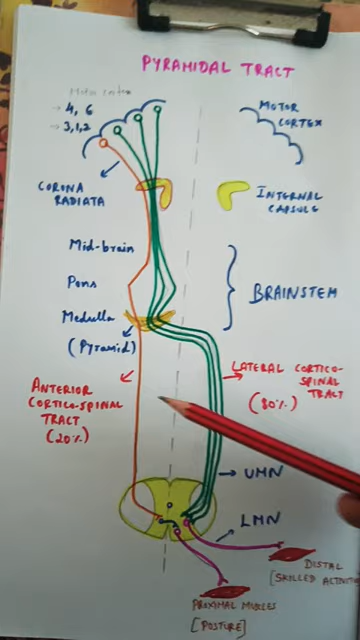 PYRAMIDAL TRACT
Motor cortex
→ 4, 6
→ 3,1,2
MOTOR
CORTEX
CORONA
RADIATA
INTERNAL
CAPSULE
Mid-brain
Pons
BRAINSTEM
Medulla
(Pyramid)
LATERAL CORTICO-
SPINAL
TRACT
(80%)
ANTERIOR
CORTICO-SPINAL
TRACT
(20%)
UMN
LMN
DISTAL
[SKILLED ACTIVITY
PROXIMAL MUSCLES
[POSTURE]